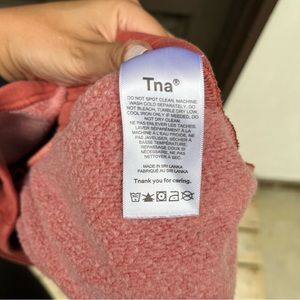 Tna®
DO NOT SPOT CLEAN, MACHINE
WASH COLD SEPARATELY, DO NOT
BLEACH, TUMBLE DRY LOW,
COOL IRON ONLY IF NEEDED, DO
NOT DRY CLEAN.
NE PAS ENLEVER LES TACHES,
LAVER SÉPARÉMENT À LA
MACHINE À L'EAU FROIDE, NE
PAS JAVELLISER, SÉCHER À
BASSE TEMPÉRATURE,
REPASSAGE DOUX SI
NÉCESSAIRE, NE PAS
NETTOYER À SEC.
MADE IN SRI LANKA
FABRIQUÉ AU SRI LANKA
Thank you for caring.